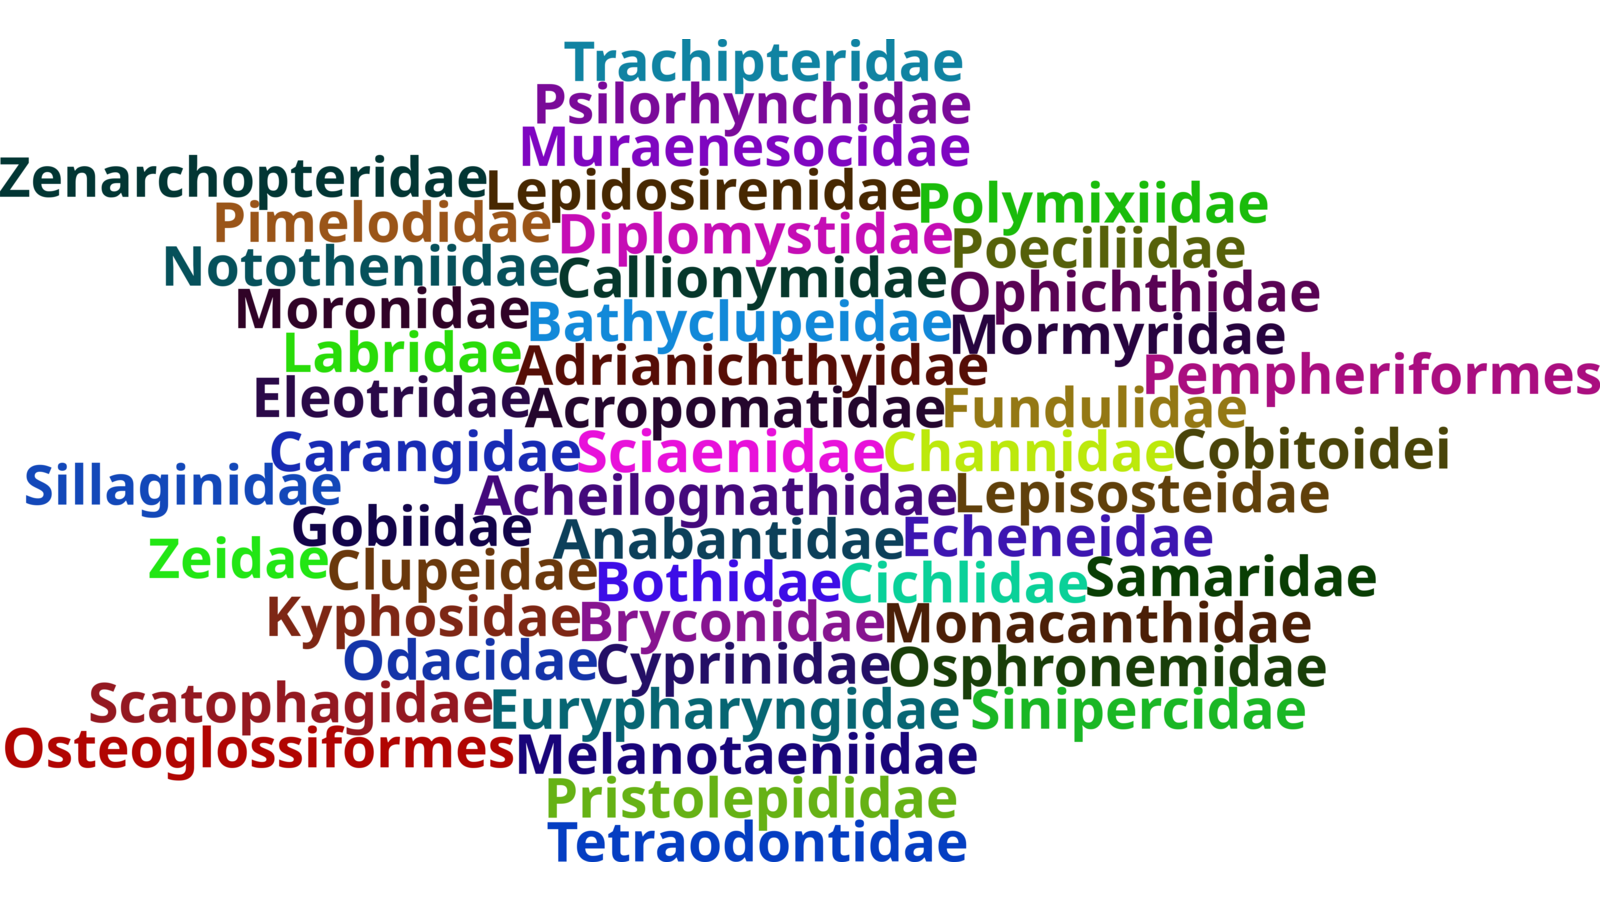 Trachipteridae
Psilorhynchidae
Muraenesocidae
Zenarchopteridae Lepidosirenidae Polymixiidae
Pimelodidae Diplomystidae Poeciliidae
Nototheniidae Callionymidae Ophichthidae
Moronidae Bathyclupeidae Mormyridae
Labridae Adrianichthyidae Pempheriformes
Eleotridae Acropomatidae Fundulidae
Carangidae Sciaenidae Channidae Cobitoidei
Sillaginidae Acheilognathidae Lepisosteidae
Gobiidae Anabantidae Echeneidae
Zeidae Clupeidae Bothidae Cichlidae Samaridae
Kyphosidae Bryconidae Monacanthidae
Odacidae Cyprinidae Osphronemidae
Scatophagidae Eurypharyngidae Sinipercidae
Osteoglossiformes Melanotaeniidae
Pristolepididae
Tetraodontidae